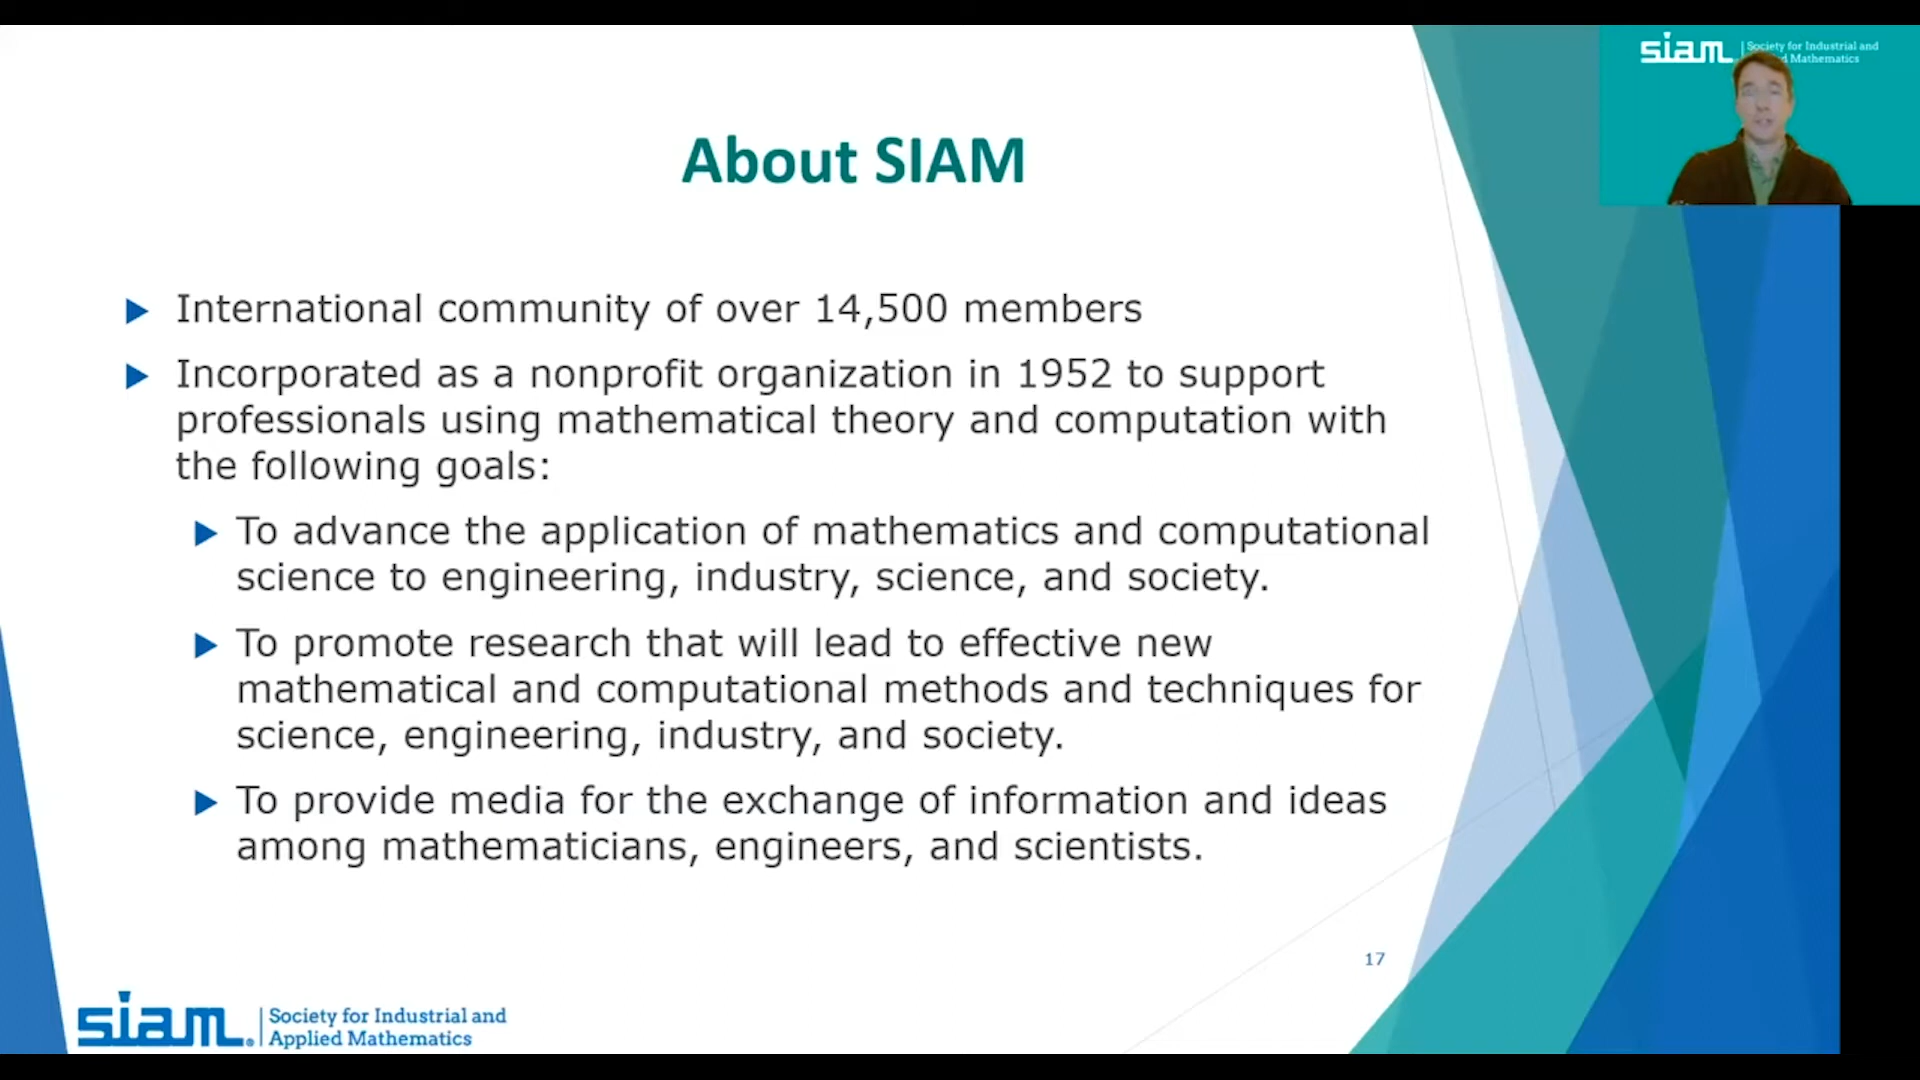 siam. | Society for Industrial and
d Mathematics
About SIAM
International community of over 14,500 members
Incorporated as a nonprofit organization in 1952 to support
professionals using mathematical theory and computation with
the following goals:
To advance the application of mathematics and computational
science to engineering, industry, science, and society.
To promote research that will lead to effective new
mathematical and computational methods and techniques for
science, engineering, industry, and society.
To provide media for the exchange of information and ideas
among mathematicians, engineers, and scientists.
17
siam. | Society for Industrial and
Applied Mathematics